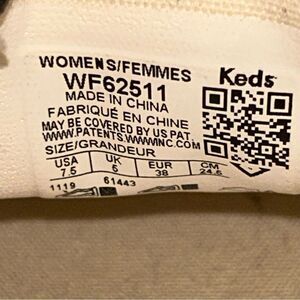 WOMENS/FEMMES
Keds
WF62511
MADE IN CHINA
FABRIQUÉ EN CHINE
MAY BE COVERED BY US PAT.
WWW.PATENTS.WWWINC.COM
SIZE/GRANDEUR
USA UK EUR CM
7.5 5 38 24.5
1119 61443